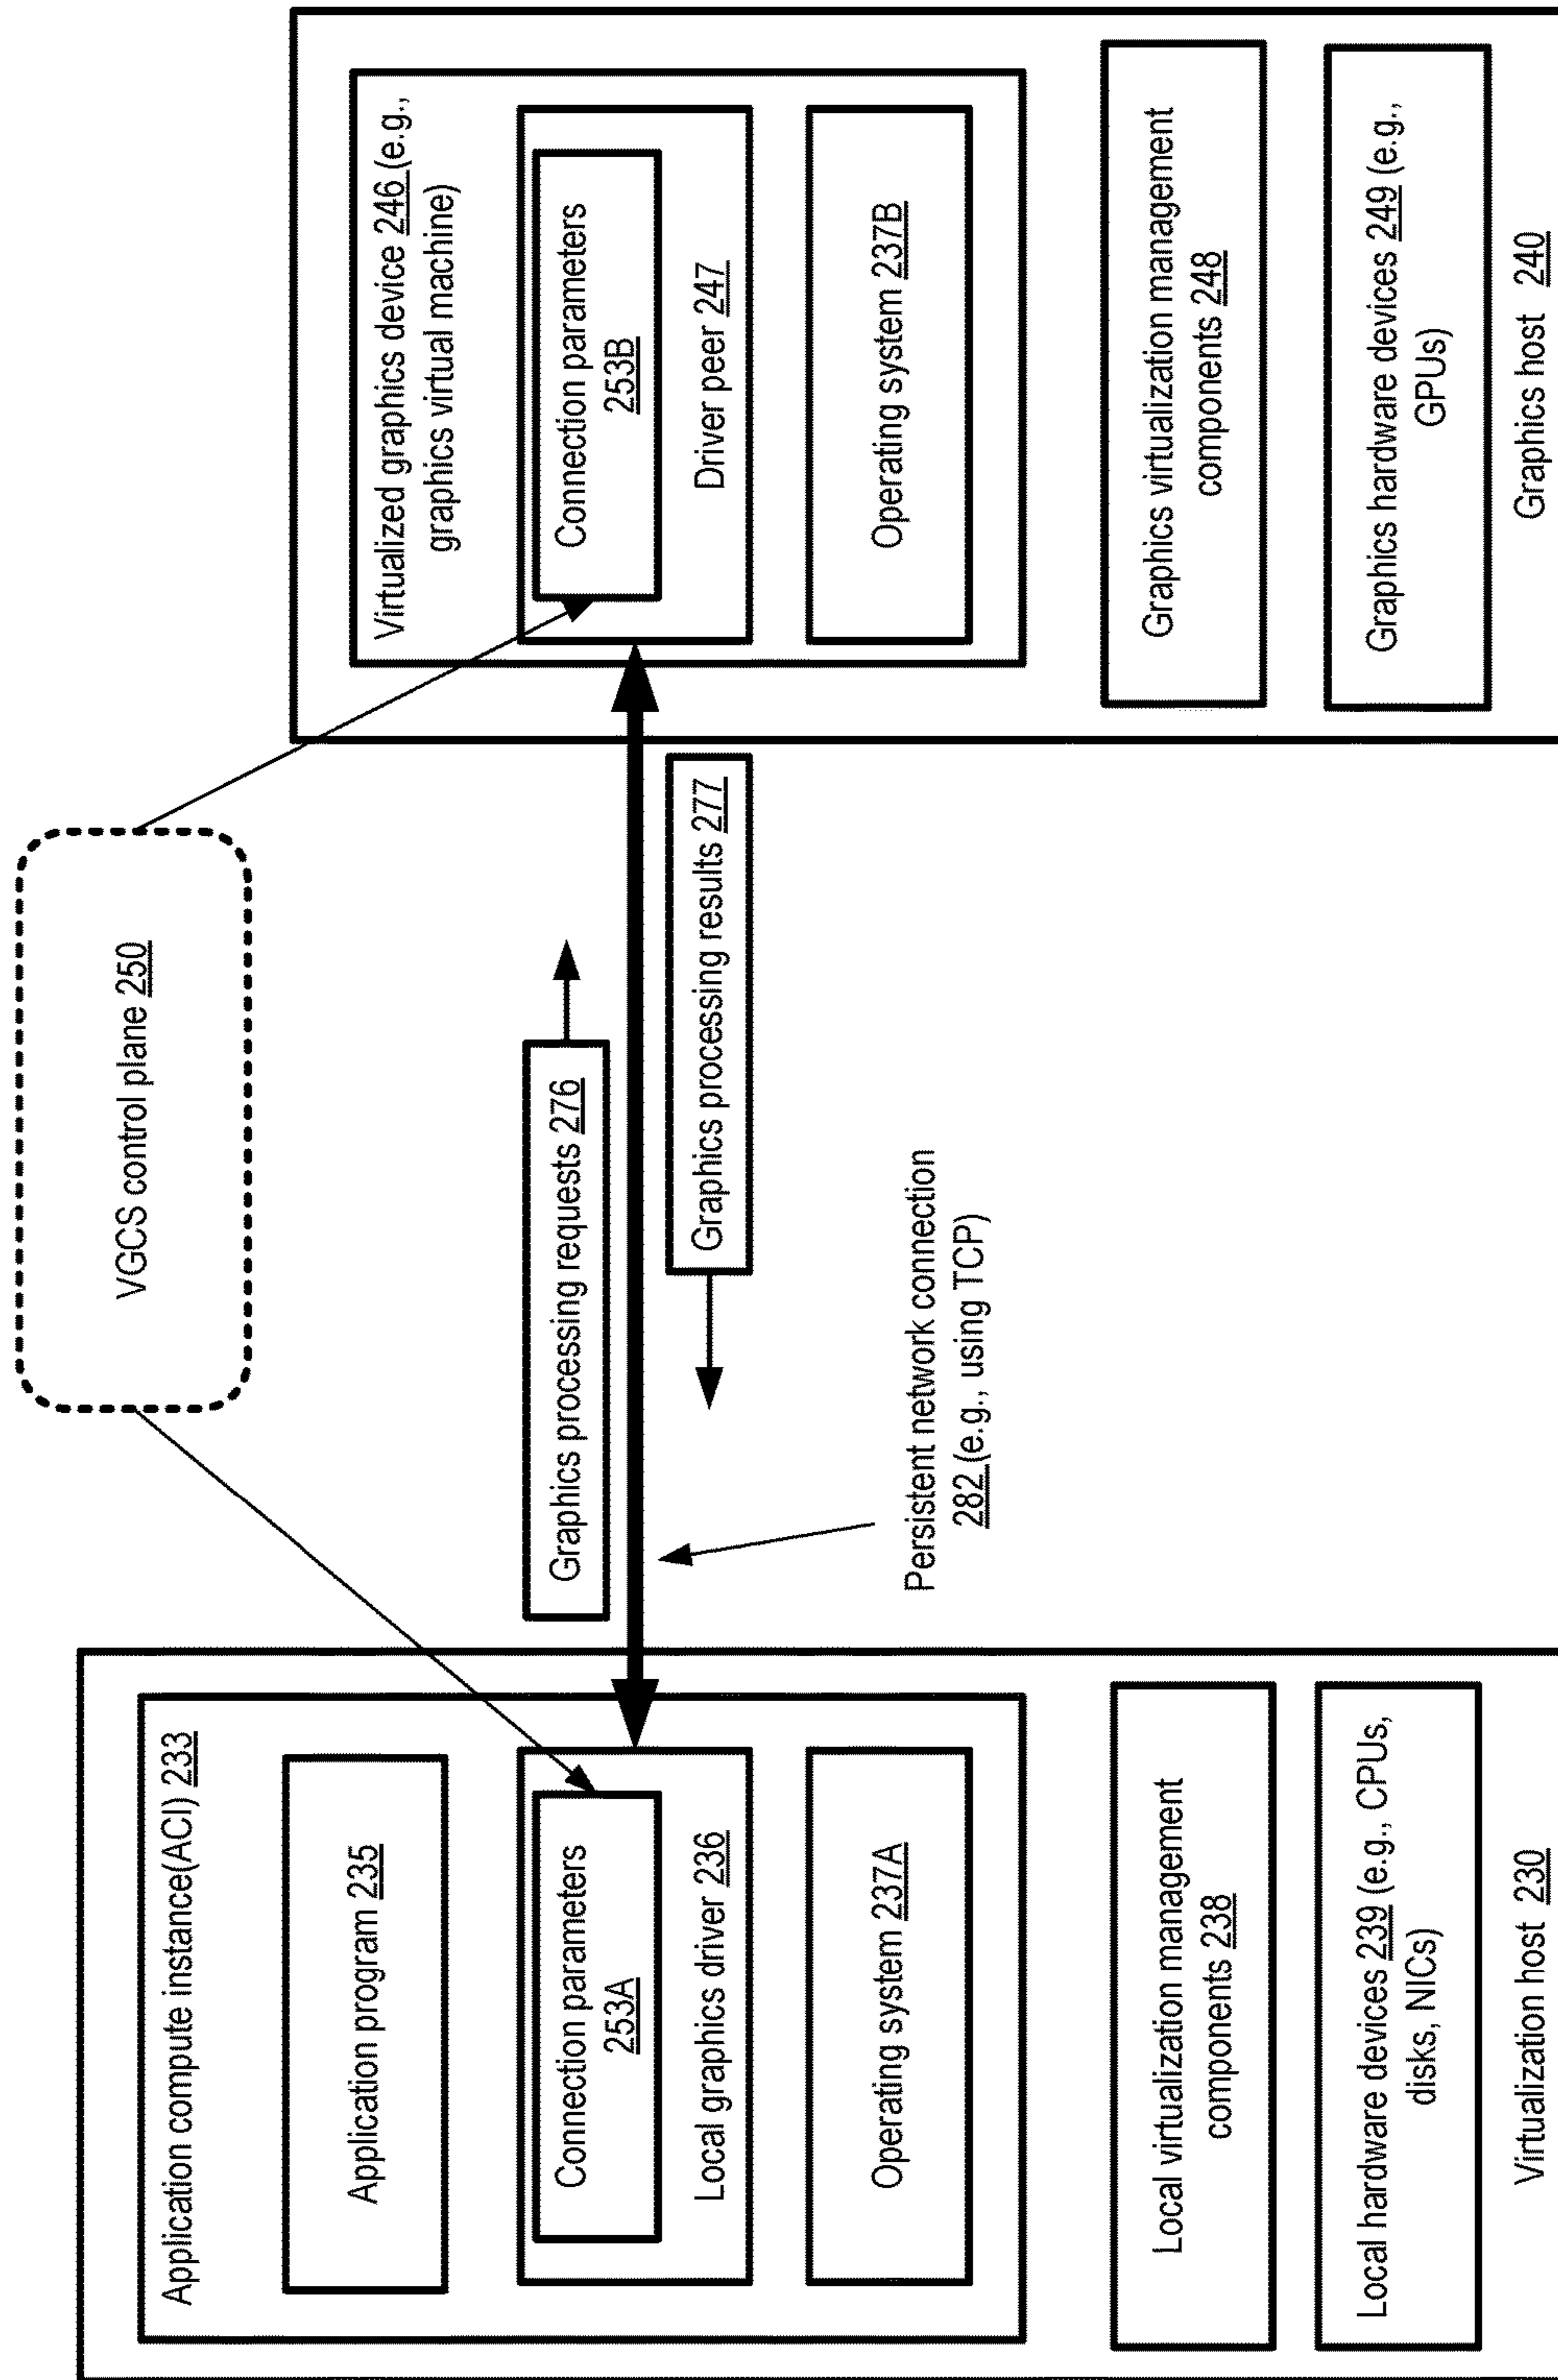 VGCS control plane 250
Application compute instance(ACI) 233
Application program 235
Connection parameters
253A
Local graphics driver 236
Operating system 237A
Local virtualization management
components 238
Local hardware devices 239 (e.g., CPUs,
disks, NICs)
Virtualization host 230
Graphics processing requests 276
Graphics processing results 277
Persistent network connection
282 (e.g., using TCP)
Virtualized graphics device 246 (e.g.,
graphics virtual machine)
Connection parameters
253B
Driver peer 247
Operating system 237B
Graphics virtualization management
components 248
Graphics hardware devices 249 (e.g.,
GPUs)
Graphics host 240